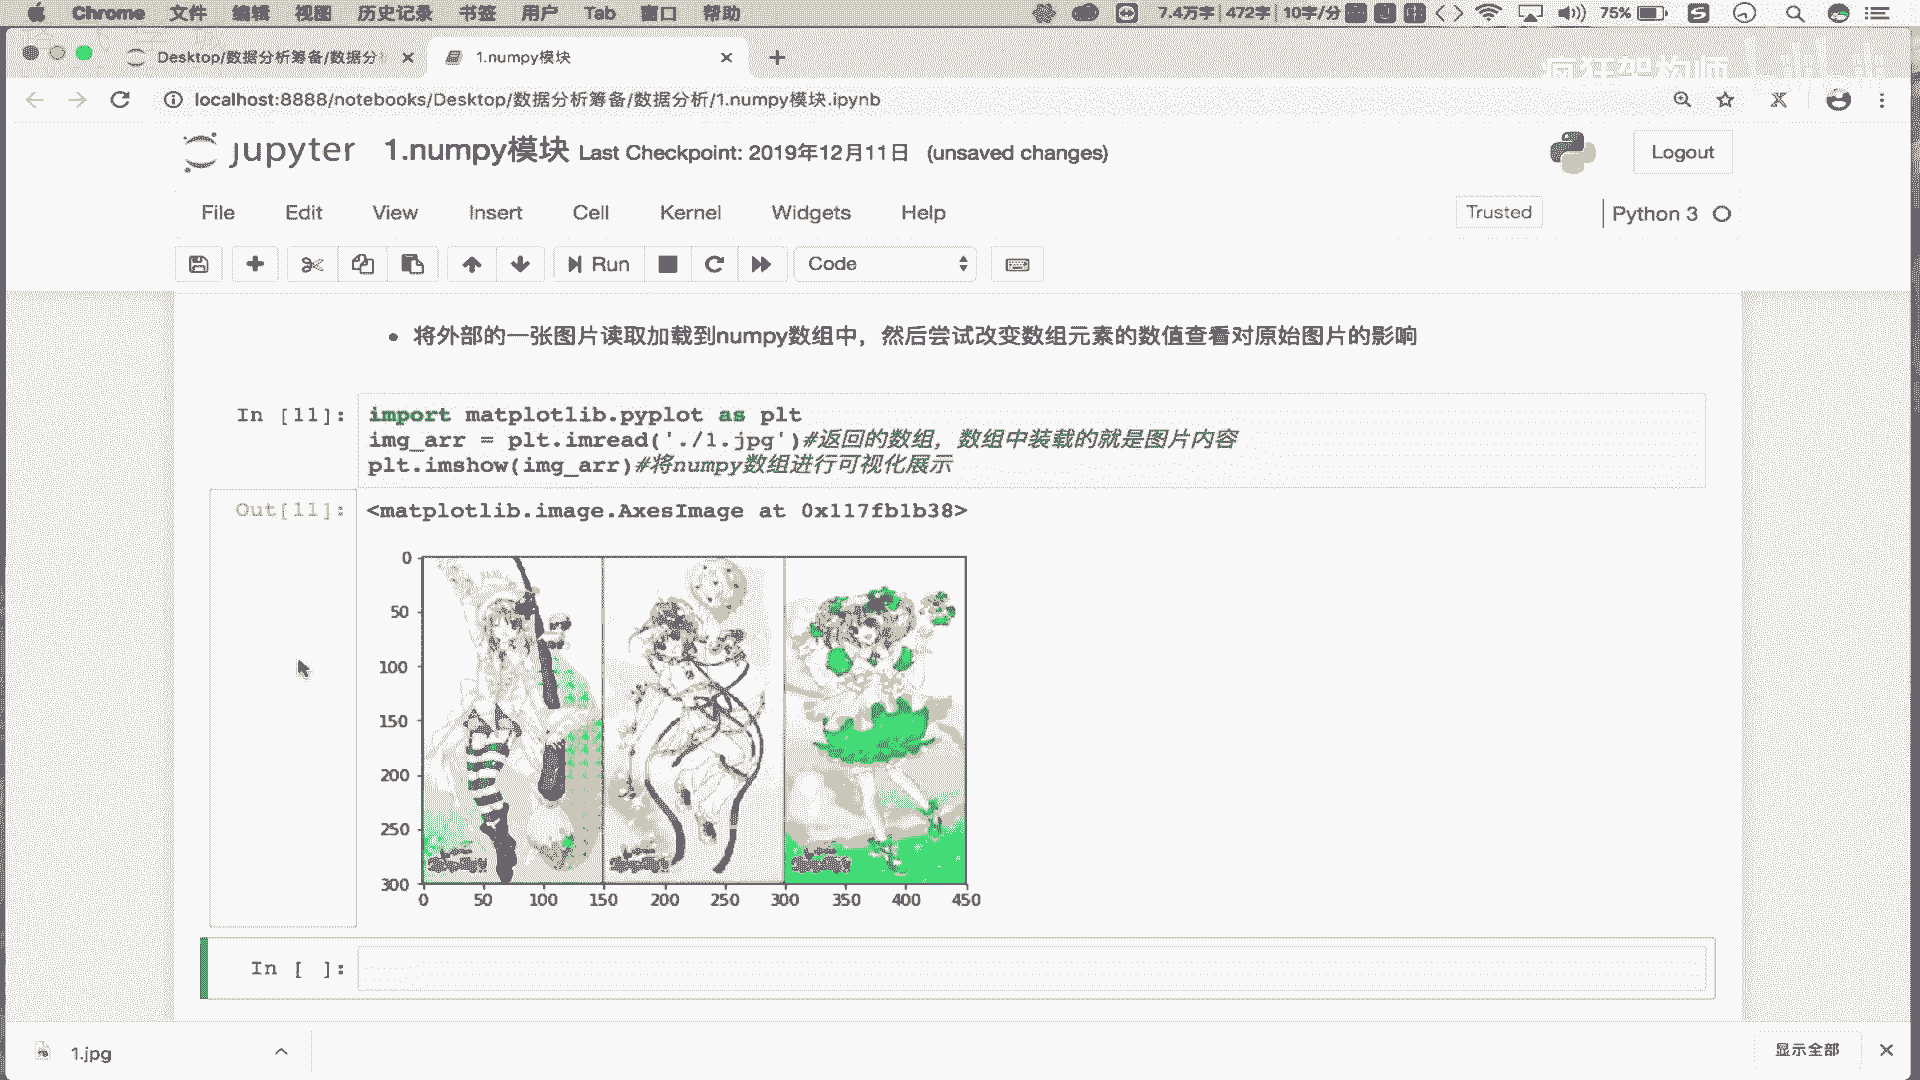 Chrome 文件 编辑 视图 历史记录 书签 用户 Tab 窗口 帮助 7.4万字 472字 10字/分 75%
Desktop/数据分析筹备/数据分
1.numpy模块
疯狂架构师 bilibili
localhost:8888/notebooks/Desktop/数据分析筹备/数据分析/1.numpy模块.ipynb
jupyter 1.numpy模块 Last Checkpoint: 2019年12月11日 (unsaved changes)
Logout
File Edit View Insert Cell Kernel Widgets Help
Trusted Python 3
Run Code
• 将外部的一张图片读取加载到numpy数组中，然后尝试改变数组元素的数值查看对原始图片的影响
In [11]: import matplotlib.pyplot as plt
img_arr = plt.imread('./1.jpg')#返回的数组，数组中装载的就是图片内容
plt.imshow(img_arr)#将numpy数组进行可视化展示
Out[11]: <matplotlib.image.AxesImage at 0x117fb1b38>
0
50
100
150
200
250
300
0 50 100 150 200 250 300 350 400 450
In [ ]:
1.jpg
显示全部